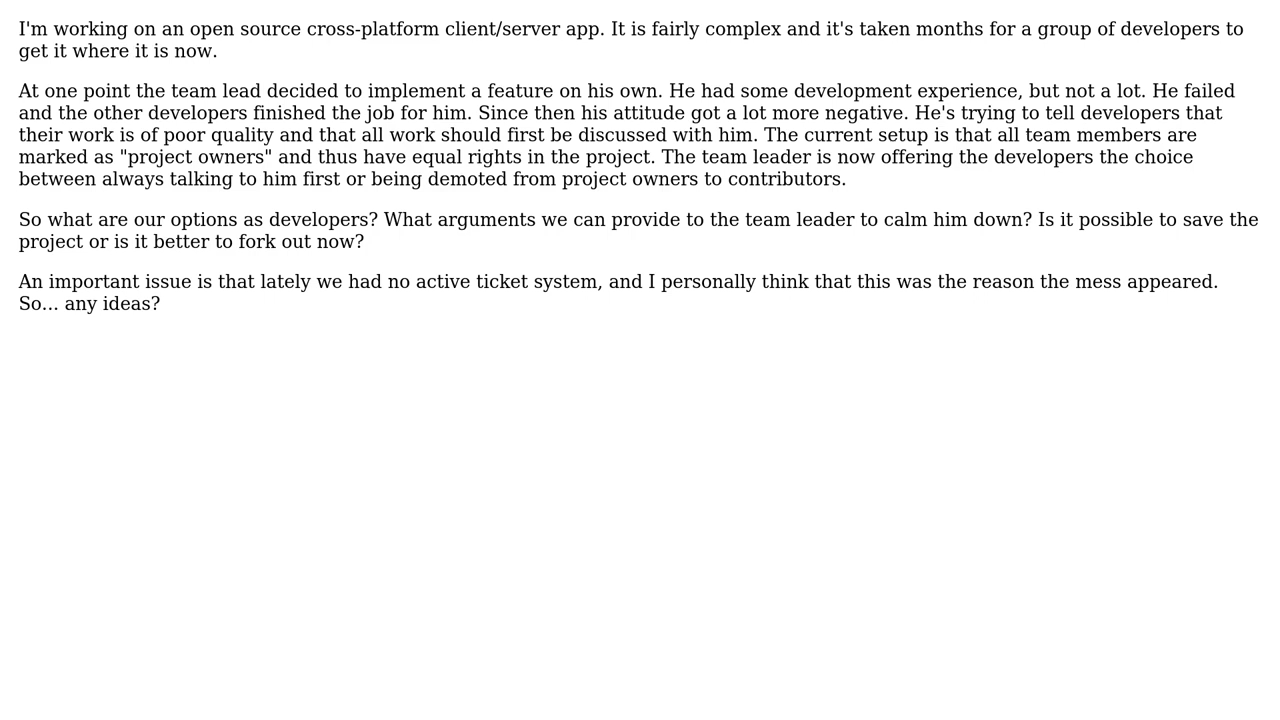 I'm working on an open source cross-platform client/server app. It is fairly complex and it's taken months for a group of developers to
get it where it is now.
At one point the team lead decided to implement a feature on his own. He had some development experience, but not a lot. He failed
and the other developers finished the job for him. Since then his attitude got a lot more negative. He's trying to tell developers that
their work is of poor quality and that all work should first be discussed with him. The current setup is that all team members are
marked as "project owners" and thus have equal rights in the project. The team leader is now offering the developers the choice
between always talking to him first or being demoted from project owners to contributors.
So what are our options as developers? What arguments we can provide to the team leader to calm him down? Is it possible to save the
project or is it better to fork out now?
An important issue is that lately we had no active ticket system, and I personally think that this was the reason the mess appeared.
So... any ideas?